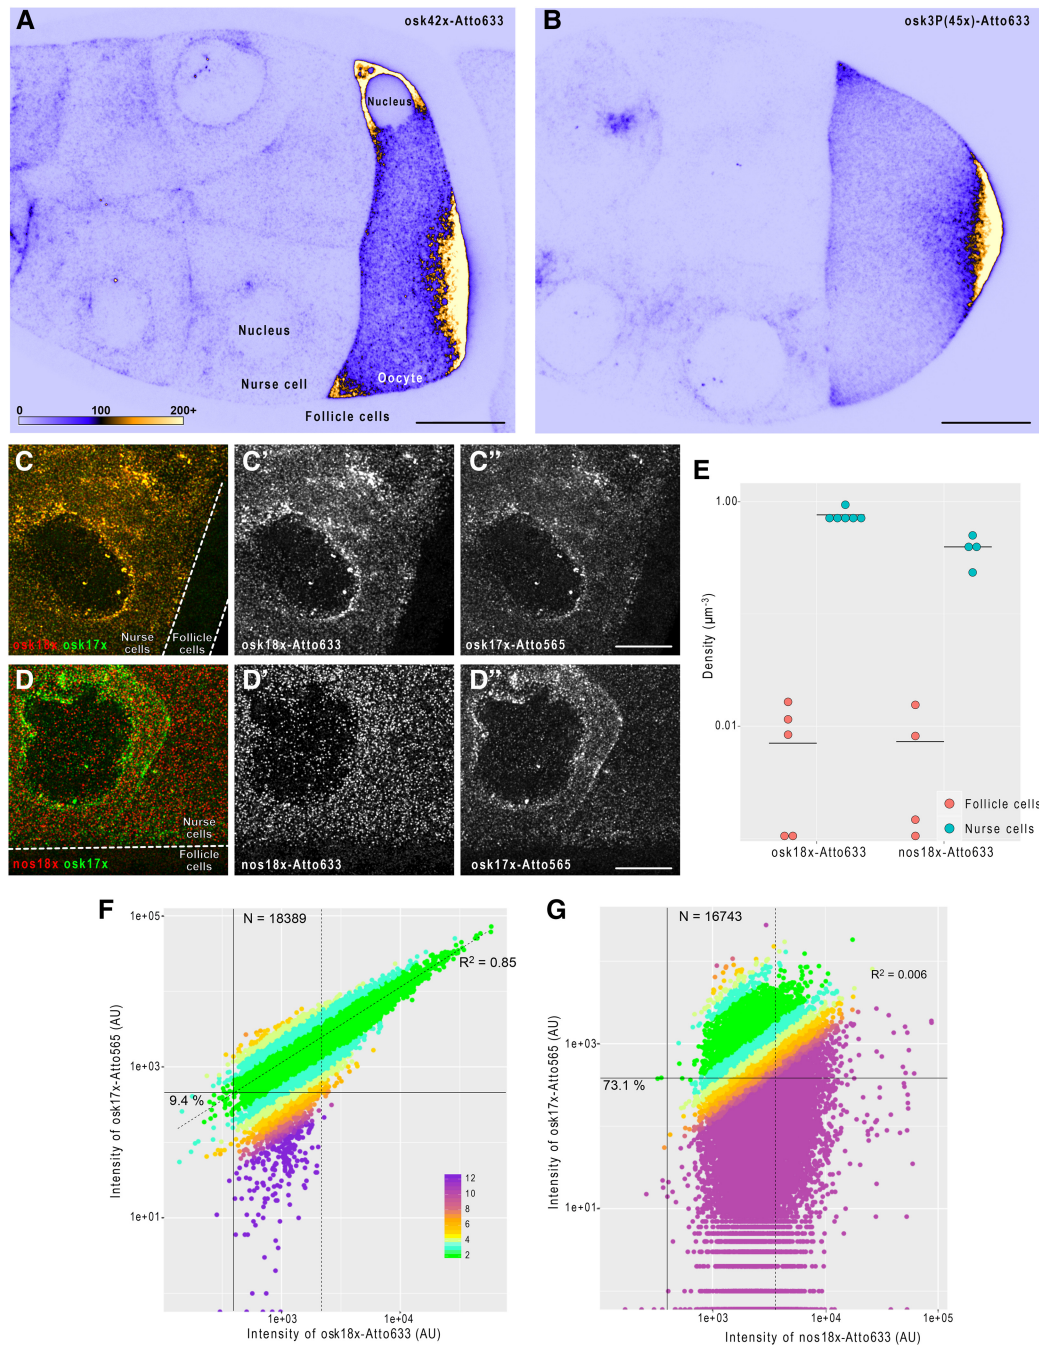 A
osk42x-Atto633
Nucleus
Nucleus
Nurse cell
Oocyte
Follicle cells
0 100 200+
B
osk3P(45x)-Atto633
C
osk18x osk17x
Nurse cells
Follicle cells
C'
osk18x-Atto633
C"
osk17x-Atto565
D
nos18x osk17x
Nurse cells
Follicle cells
D'
nos18x-Atto633
D"
osk17x-Atto565
E
Density (µm-3)
1.00
0.01
Follicle cells
Nurse cells
osk18x-Atto633
nos18x-Atto633
F
N = 18389
R2 = 0.85
9.4 %
1e+05
1e+03
1e+01
Intensity of osk17x-Atto565 (AU)
12
10
8
6
4
2
1e+03
1e+04
Intensity of osk18x-Atto633 (AU)
G
N = 16743
R2 = 0.006
73.1 %
1e+03
1e+01
Intensity of osk17x-Atto565 (AU)
1e+03
1e+04
1e+05
Intensity of nos18x-Atto633 (AU)